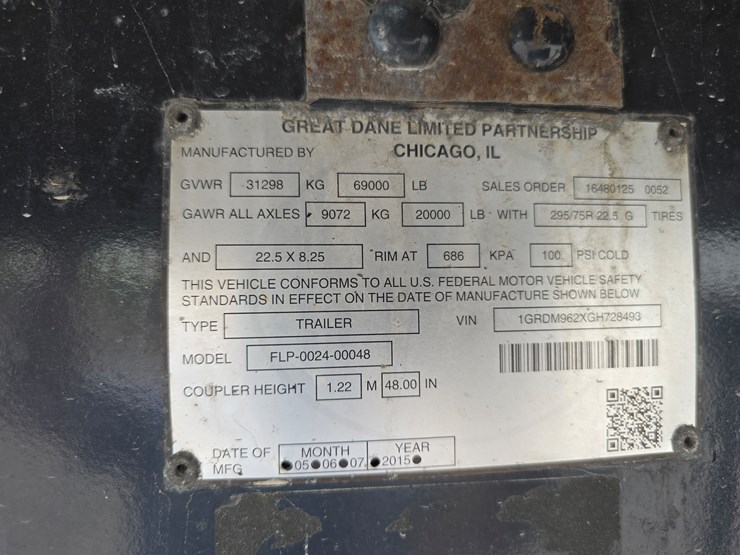 GREAT DANE LIMITED PARTNERSHIP
MANUFACTURED BY CHICAGO, IL
GVWR 31298 KG 69000 LB SALES ORDER 16480125 0052
GAWR ALL AXLES 9072 KG 20000 LB - WITH 295/75R 22.5 G TIRES
AND 22.5 X 8.25 RIM AT 686 KPA 100 PSI COLD
THIS VEHICLE CONFORMS TO ALL U.S. FEDERAL MOTOR VEHICLE SAFETY
STANDARDS IN EFFECT ON THE DATE OF MANUFACTURE SHOWN BELOW
TYPE TRAILER VIN 1GRDM962XGH728493
MODEL FLP-0024-00048
COUPLER HEIGHT 1.22 M 48.00 IN
DATE OF MFG MONTH YEAR
05 06 07 2015